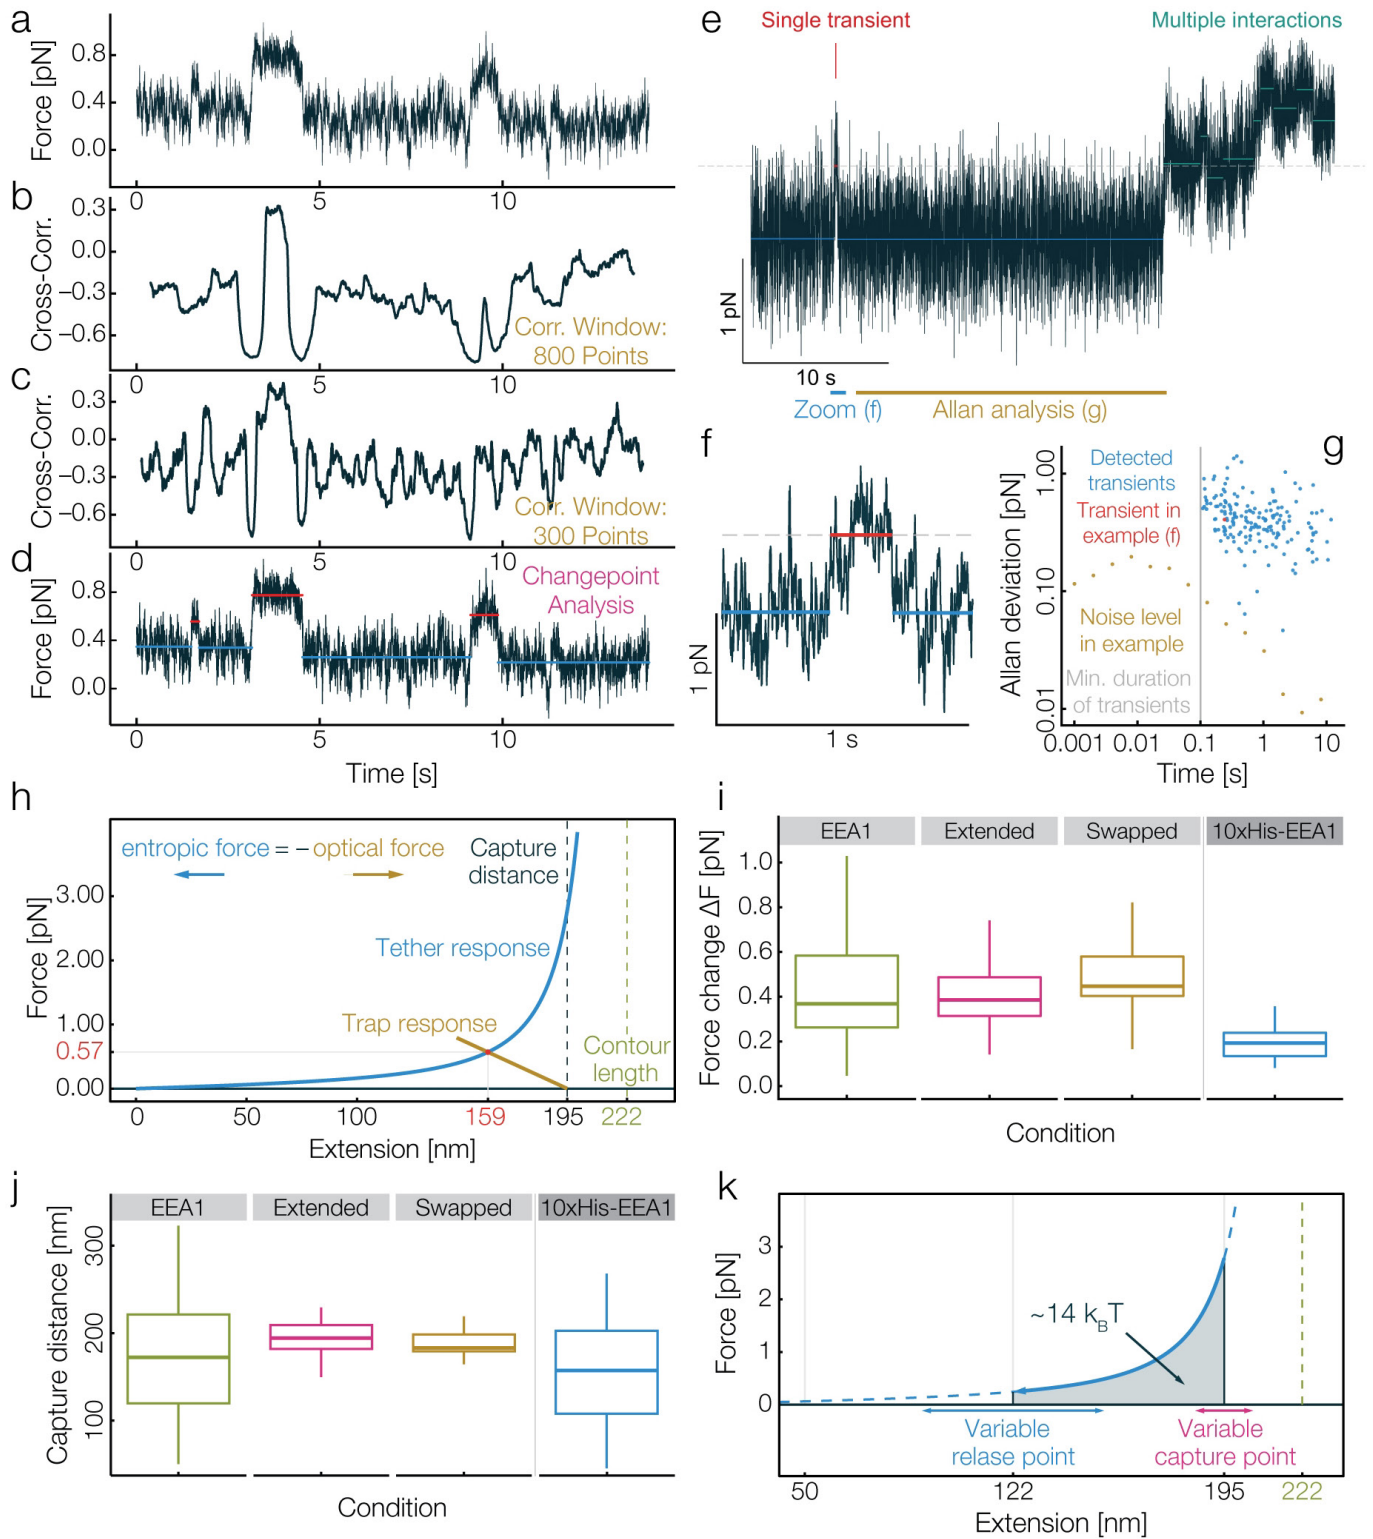 a
Force [pN]
0.8
0.4
0.0
0 5 10
b
Cross-Corr.
0.3
0.0
−0.3
−0.6
Corr. Window:
800 Points
0 5 10
c
Cross-Corr.
0.3
0.0
−0.3
−0.6
Corr. Window:
300 Points
0 5 10
d
Force [pN]
0.8
0.4
0.0
Changepoint
Analysis
0 5 10
Time [s]
e
Single transient
Multiple interactions
1 pN
10 s
Zoom (f)
Allan analysis (g)
f
1 pN
1 s
g
Allan deviation [pN]
1.00
0.10
0.01
Detected
transients
Transient in
example (f)
Noise level
in example
Min. duration
of transients
0.001 0.01 0.1 1 10
Time [s]
h
entropic force = − optical force
Capture
distance
Force [pN]
3.00
2.00
1.00
0.57
0.00
Tether response
Trap response
Contour
length
0 50 100 159 195 222
Extension [nm]
i
EEA1 Extended Swapped 10xHis-EEA1
Force change ΔF [pN]
1.0
0.8
0.6
0.4
0.2
0.0
Condition
j
EEA1 Extended Swapped 10xHis-EEA1
Capture distance [nm]
300
200
100
Condition
k
Force [pN]
3
2
1
0
~14 kBT
Variable
relase point
Variable
capture point
50 122 195 222
Extension [nm]